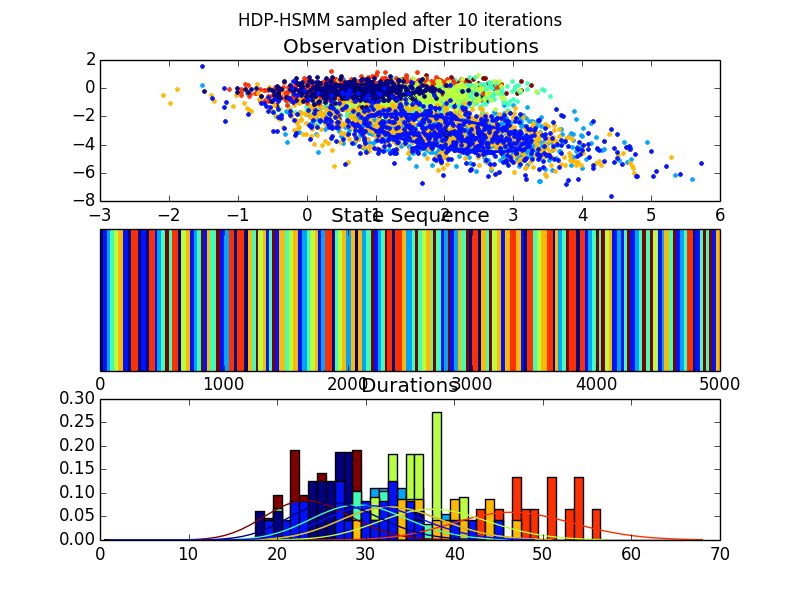 HDP-HSMM sampled after 10 iterations
Observation Distributions
2
0
−2
−4
−6
−8
−3 −2 −1 0 1 2 3 4 5 6
State Sequence
0 1000 2000 3000 4000 5000
Durations
0.30
0.25
0.20
0.15
0.10
0.05
0.00
0 10 20 30 40 50 60 70